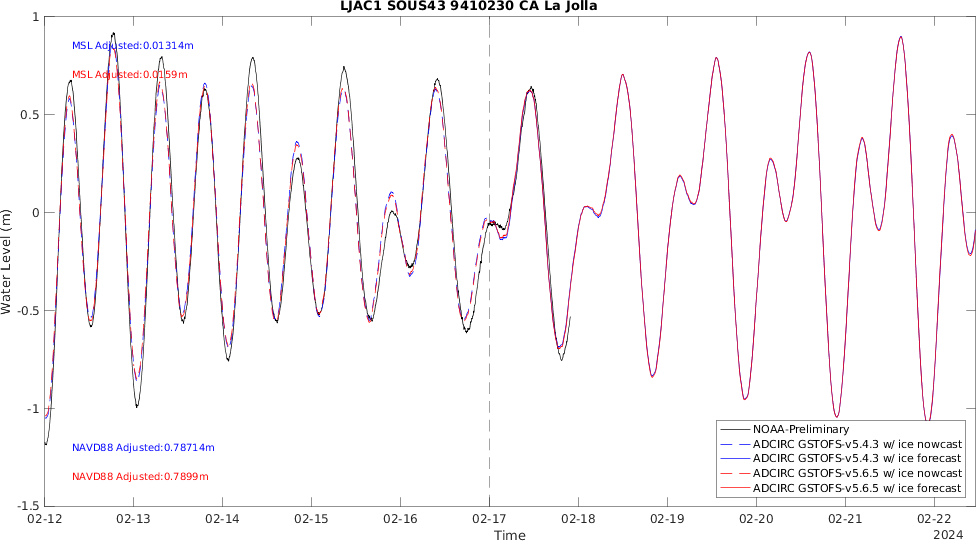 LJAC1 SOUS43 9410230 CA La Jolla
MSL Adjusted:0.01314m
MSL Adjusted:0.0159m
NAVD88 Adjusted:0.78714m
NAVD88 Adjusted:0.7899m
Water Level (m)
1
0.5
0
-0.5
-1
-1.5
NOAA-Preliminary
ADCIRC GSTOFS-v5.4.3 w/ ice nowcast
ADCIRC GSTOFS-v5.4.3 w/ ice forecast
ADCIRC GSTOFS-v5.6.5 w/ ice nowcast
ADCIRC GSTOFS-v5.6.5 w/ ice forecast
02-12 02-13 02-14 02-15 02-16 02-17 02-18 02-19 02-20 02-21 02-22
Time
2024